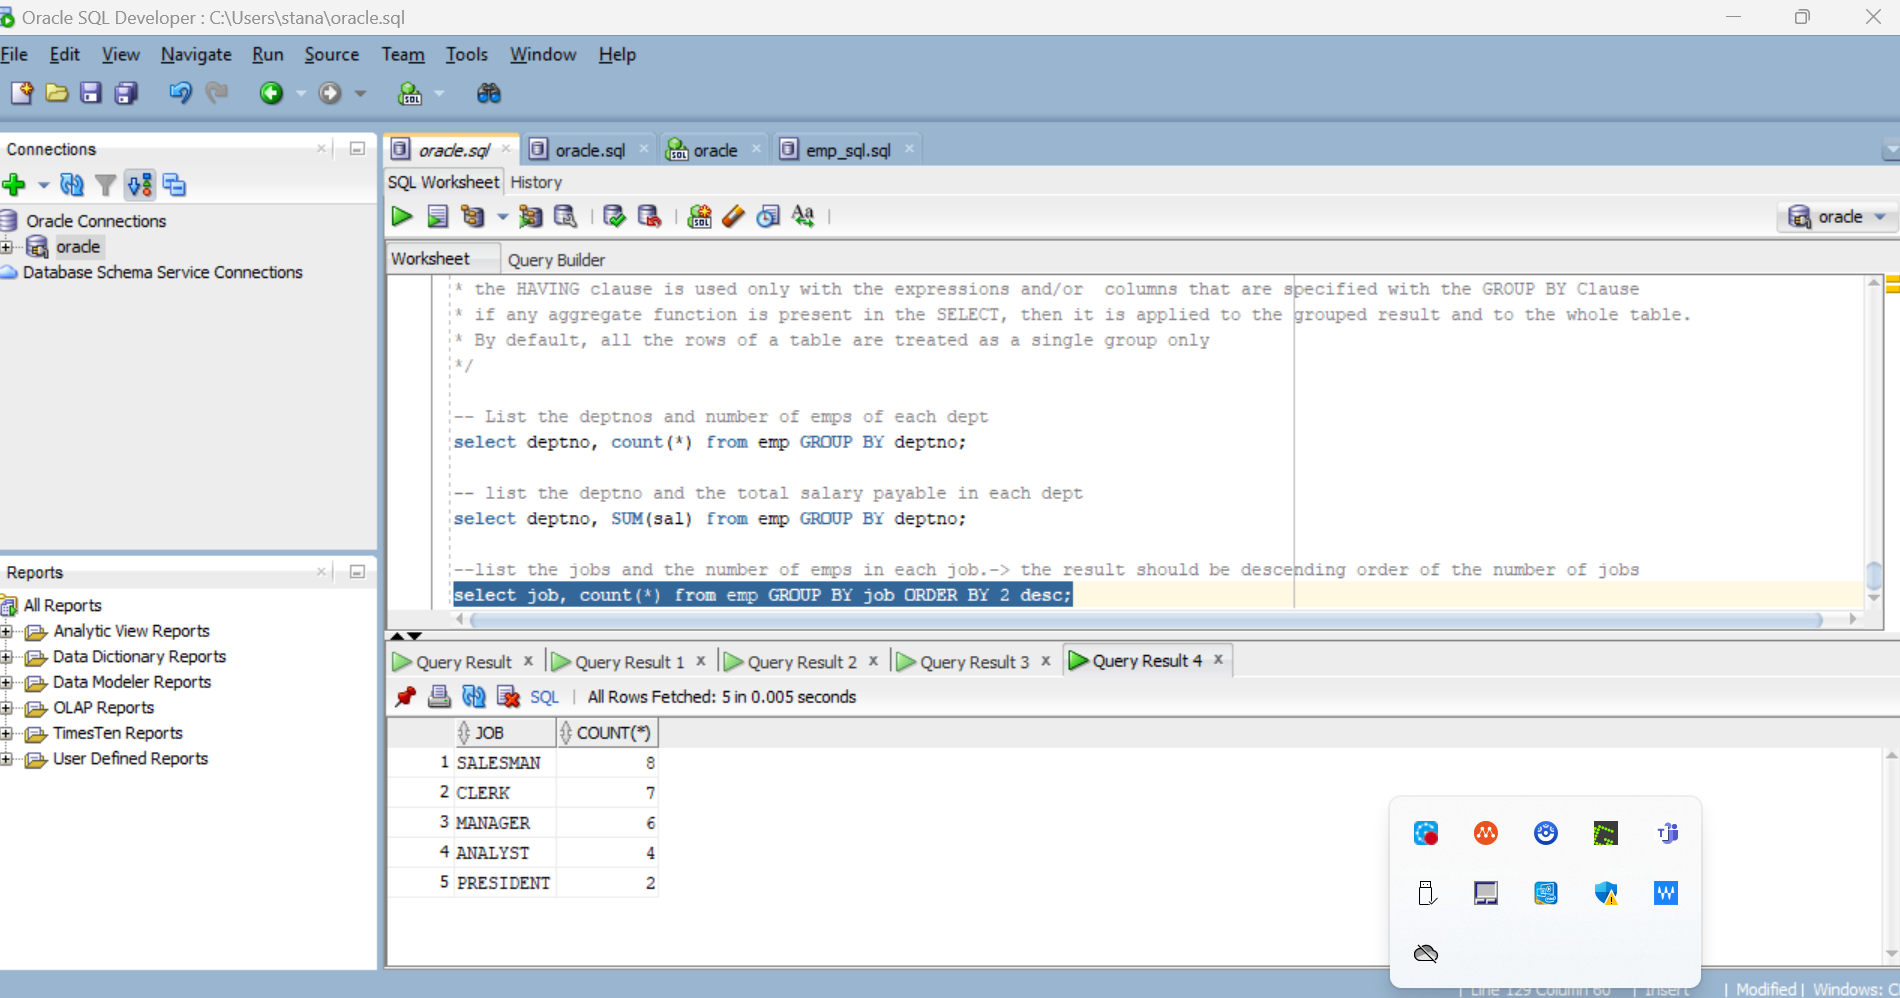 Oracle SQL Developer : C:\Users\stana\oracle.sql
File Edit View Navigate Run Source Team Tools Window Help
Connections
Oracle Connections
oracle
Database Schema Service Connections
Reports
All Reports
Analytic View Reports
Data Dictionary Reports
Data Modeler Reports
OLAP Reports
TimesTen Reports
User Defined Reports
oracle.sql oracle.sql oracle emp_sql.sql
SQL Worksheet History
oracle
Worksheet Query Builder
* the HAVING clause is used only with the expressions and/or  columns that are specified with the GROUP BY Clause
* if any aggregate function is present in the SELECT, then it is applied to the grouped result and to the whole table.
* By default, all the rows of a table are treated as a single group only
*/
-- List the deptnos and number of emps of each dept
select deptno, count(*) from emp GROUP BY deptno;
-- list the deptno and the total salary payable in each dept
select deptno, SUM(sal) from emp GROUP BY deptno;
--list the jobs and the number of emps in each job.-> the result should be descending order of the number of jobs
select job, count(*) from emp GROUP BY job ORDER BY 2 desc;
Query Result Query Result 1 Query Result 2 Query Result 3 Query Result 4
SQL | All Rows Fetched: 5 in 0.005 seconds
JOB COUNT(*)
1 SALESMAN 8
2 CLERK 7
3 MANAGER 6
4 ANALYST 4
5 PRESIDENT 2
Line 129 Column 60 | Insert | Modified | Windows: C